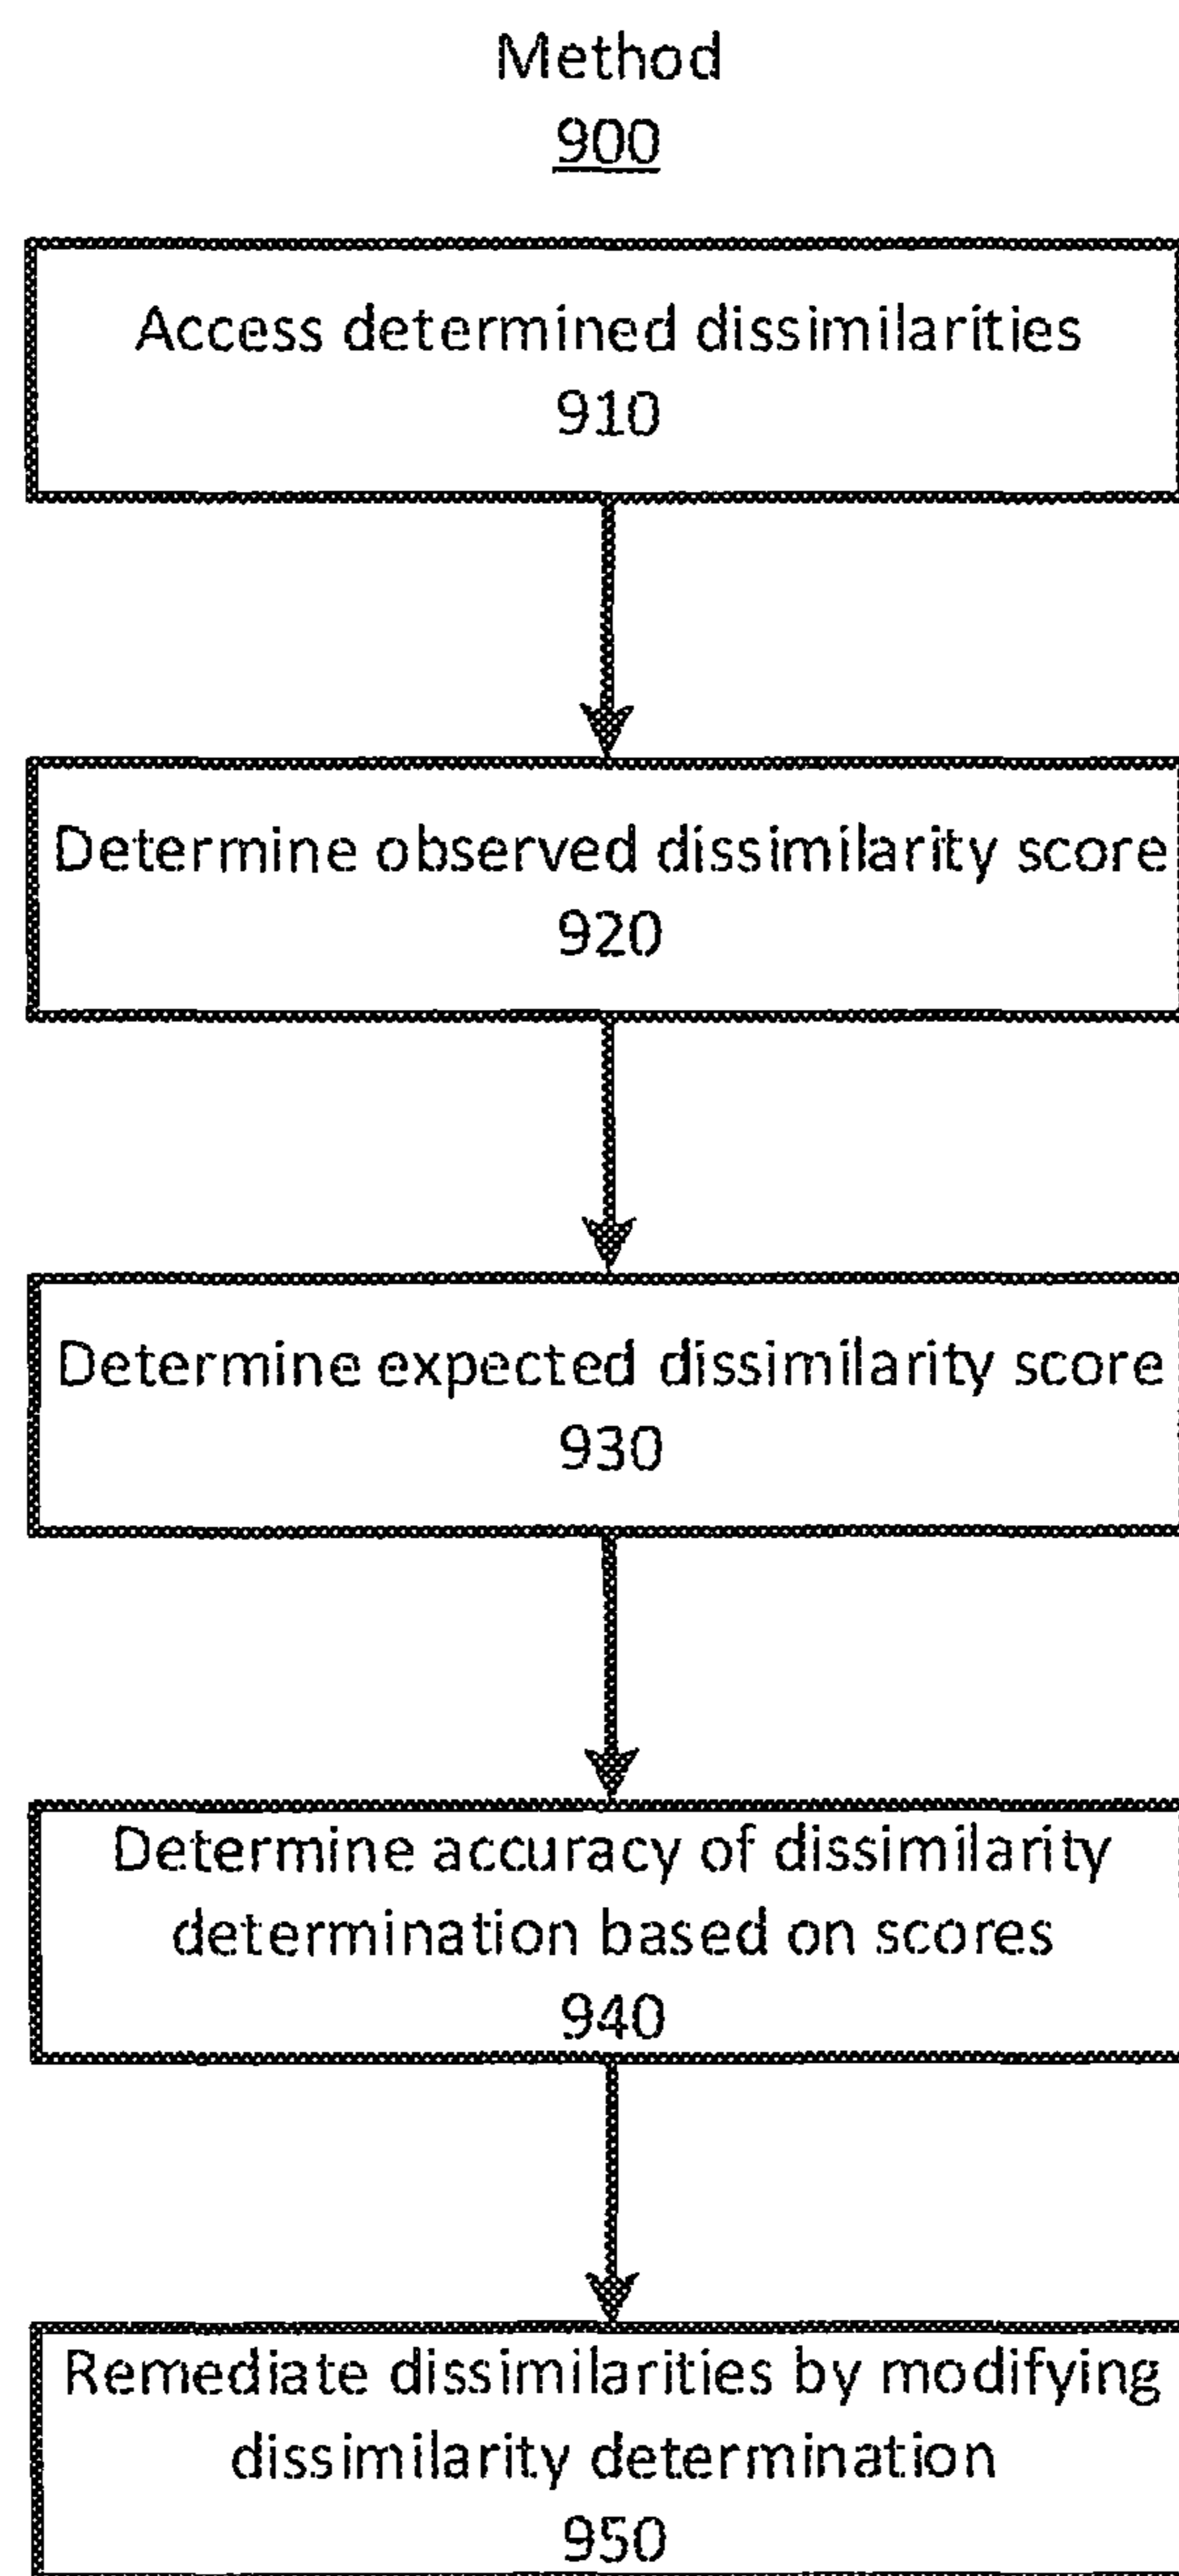 Method
900
Access determined dissimilarities
910
Determine observed dissimilarity score
920
Determine expected dissimilarity score
930
Determine accuracy of dissimilarity
determination based on scores
940
Remediate dissimilarities by modifying
dissimilarity determination
950